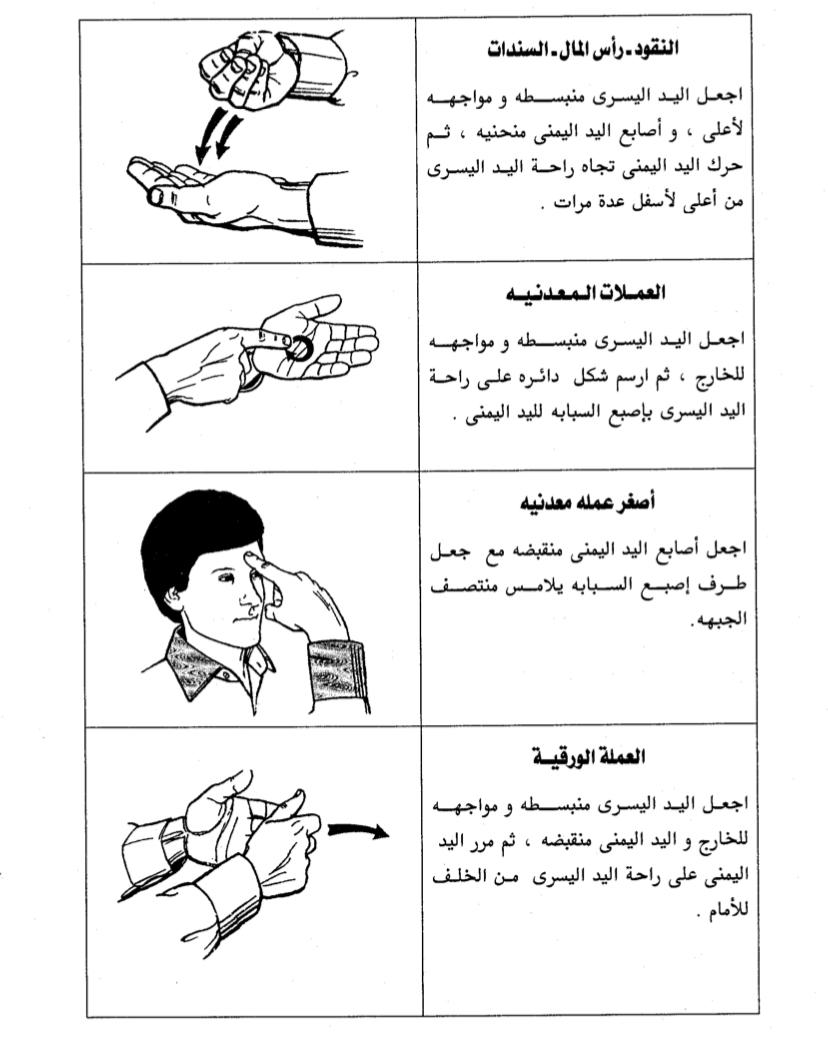 النقود-رأس المال-السندات
اجعل اليد اليسرى منبسطه و مواجهه
لأعلى ، و أصابع اليد اليمنى منحنيه ، ثم
حرك اليد اليمنى تجاه راحة اليد اليسرى
من أعلى لأسفل عدة مرات .
العملات المعدنيه
اجعل اليد اليسرى منبسطه و مواجهه
للخارج ، ثم ارسم شكل دائره على راحة
اليد اليسرى بإصبع السبابه لليد اليمنى .
أصغر عمله معدنيه
اجعل أصابع اليد اليمنى منقبضه مع جعل
طرف إصبع السبابه يلامس منتصف
الجبهه.
العملة الورقية
اجعل اليد اليسرى منبسطه و مواجهه
للخارج و اليد اليمنى منقبضه ، ثم مرر اليد
اليمنى على راحة اليد اليسرى من الخلف
للأمام .